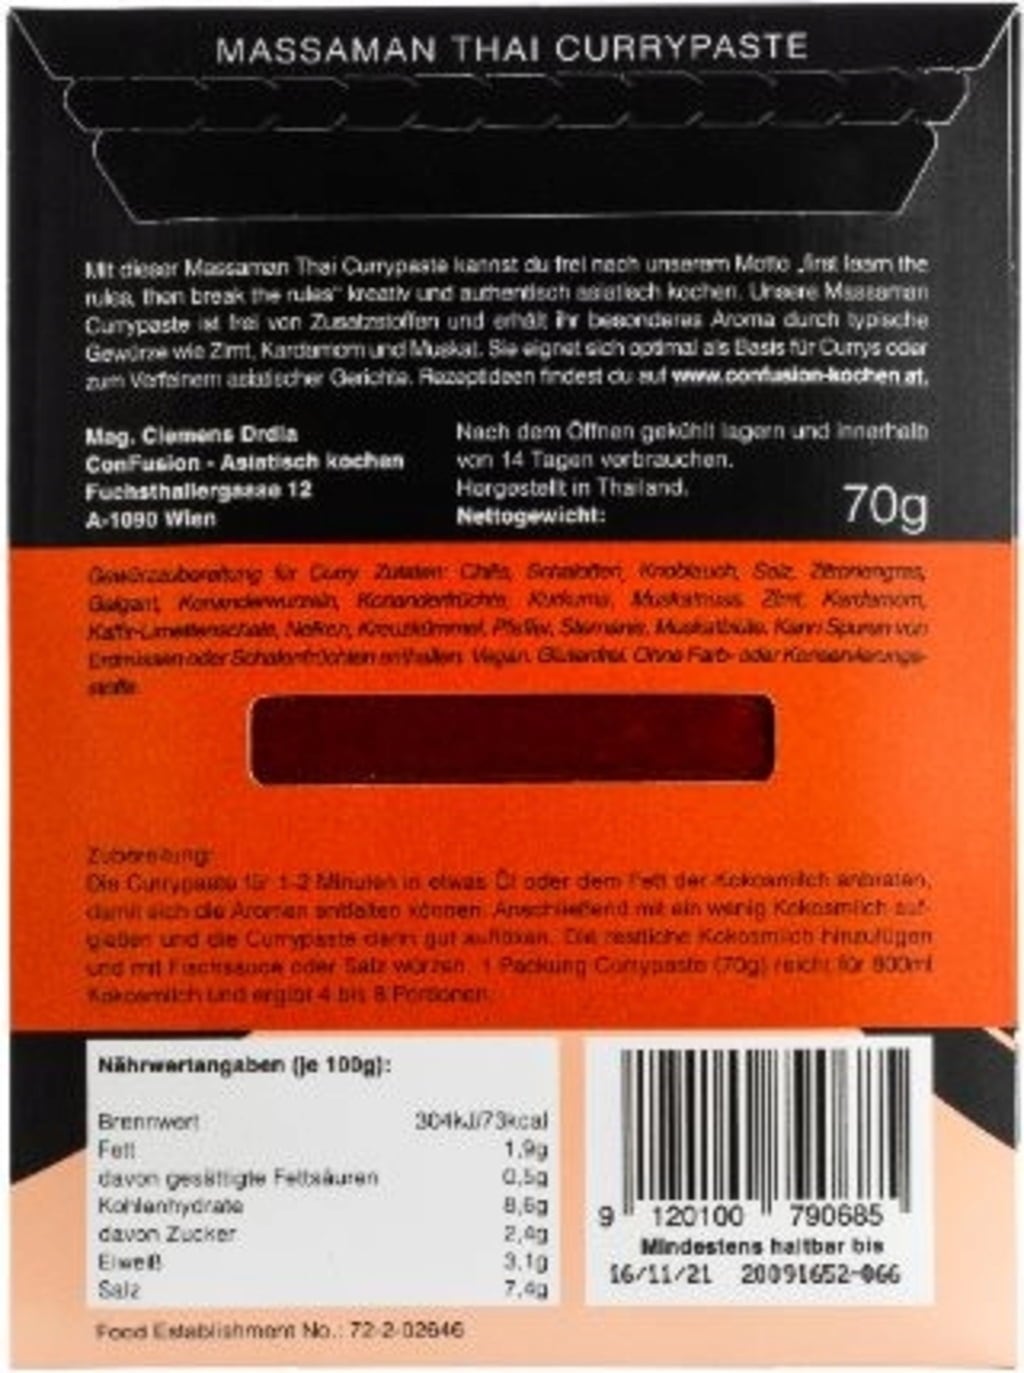 MASSAMAN THAI CURRYPASTE
Mit dieser Massaman Thai Currypaste kannst du frei nach unserem Motto „first learn the
rules, then break the rules“ kreativ und authentisch asiatisch kochen. Unsere Massaman
Currypaste ist frei von Zusatzstoffen und erhält ihr besonderes Aroma durch typische
Gewürze wie Zimt, Kardamom und Muskat. Sie eignet sich optimal als Basis für Currys oder
zum Verfeinern asiatischer Gerichte. Rezeptideen findest du auf www.confusion-kochen.at.
Mag. Clemens Drdla
ConFusion - Asiatisch kochen
Fuchsthallergasse 12
A-1090 Wien
Nach dem Öffnen gekühlt lagern und innerhalb
von 14 Tagen verbrauchen.
Hergestellt in Thailand.
Nettogewicht:
70g
Gewürzzubereitung für Curry. Zutaten: Chilis, Schalotten, Knoblauch, Salz, Zitronengras,
Galgant, Korianderwurzeln, Korianderfrüchte, Kurkuma, Muskatnuss, Zimt, Kardamom,
Kaffir-Limettenschale, Nelken, Kreuzkümmel, Pfeffer, Sternanis, Muskatblüte. Kann Spuren von
Erdnüssen oder Schalenfrüchten enthalten. Vegan. Glutenfrei. Ohne Farb- oder Konservierungs-
stoffe.
Zubereitung:
Die Currypaste für 1-2 Minuten in etwas Öl oder dem Fett der Kokosmilch anbraten,
damit sich die Aromen entfalten können. Anschließend mit ein wenig Kokosmilch auf-
gießen und die Currypaste darin gut auflösen. Die restliche Kokosmilch hinzufügen
und mit Fischsauce oder Salz würzen. 1 Packung Currypaste (70g) reicht für 800ml
Kokosmilch und ergibt 4 bis 8 Portionen.
Nährwertangaben (je 100g):
Brennwert 304kJ/73kcal
Fett 1,9g
davon gesättigte Fettsäuren 0,5g
Kohlenhydrate 8,6g
davon Zucker 2,4g
Eiweiß 3,1g
Salz 7,4g
9 120100 790685
Mindestens haltbar bis
16/11/21 20091652-066
Food Establishment No.: 72-2-02646